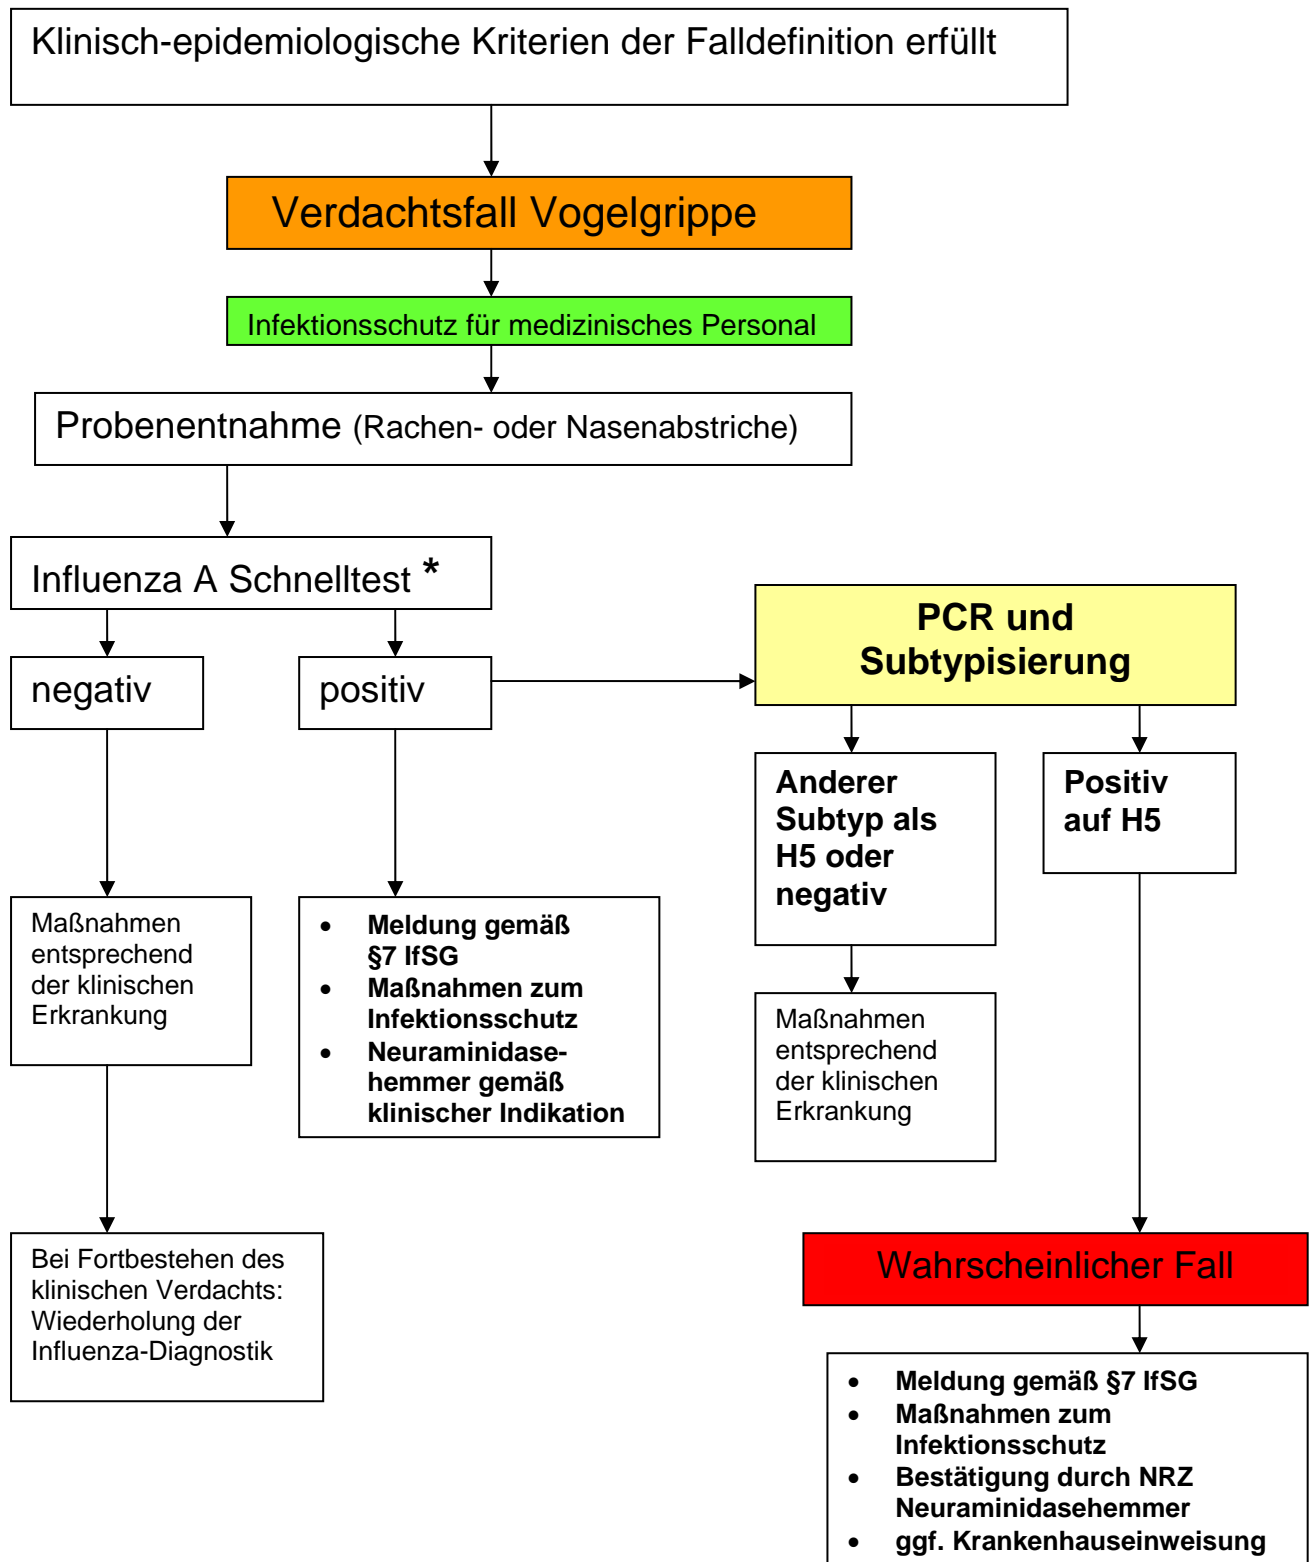 Klinisch-epidemiologische Kriterien der Falldefinition erfüllt
Verdachtsfall Vogelgrippe
Infektionsschutz für medizinisches Personal
Probenentnahme (Rachen- oder Nasenabstriche)
Influenza A Schnelltest *
negativ
positiv
PCR und
Subtypisierung
Anderer
Subtyp als
H5 oder
negativ
Positiv
auf H5
Maßnahmen
entsprechend
der klinischen
Erkrankung
• Meldung gemäß
§7 IfSG
• Maßnahmen zum
Infektionsschutz
• Neuraminidase-
hemmer gemäß
klinischer Indikation
Maßnahmen
entsprechend
der klinischen
Erkrankung
Bei Fortbestehen des
klinischen Verdachts:
Wiederholung der
Influenza-Diagnostik
Wahrscheinlicher Fall
• Meldung gemäß §7 IfSG
• Maßnahmen zum
Infektionsschutz
• Bestätigung durch NRZ
Neuraminidasehemmer
• ggf. Krankenhauseinweisung